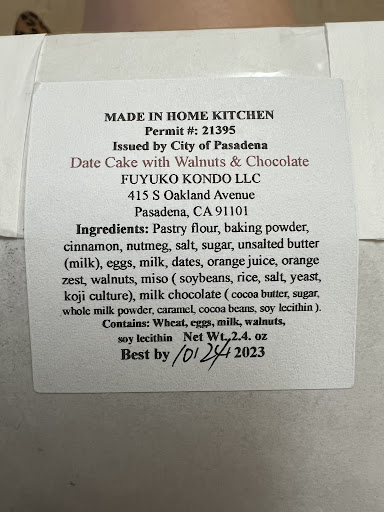 MADE IN HOME KITCHEN
Permit #: 21395
Issued by City of Pasadena
Date Cake with Walnuts & Chocolate
FUYUKO KONDO LLC
415 S Oakland Avenue
Pasadena, CA 91101
Ingredients: Pastry flour, baking powder,
cinnamon, nutmeg, salt, sugar, unsalted butter
(milk), eggs, milk, dates, orange juice, orange
zest, walnuts, miso ( soybeans, rice, salt, yeast,
koji culture), milk chocolate ( cocoa butter, sugar,
whole milk powder, caramel, cocoa beans, soy lecithin ).
Contains: Wheat, eggs, milk, walnuts,
soy lecithin Net Wt. 2.4. oz
Best by 10/24/ 2023